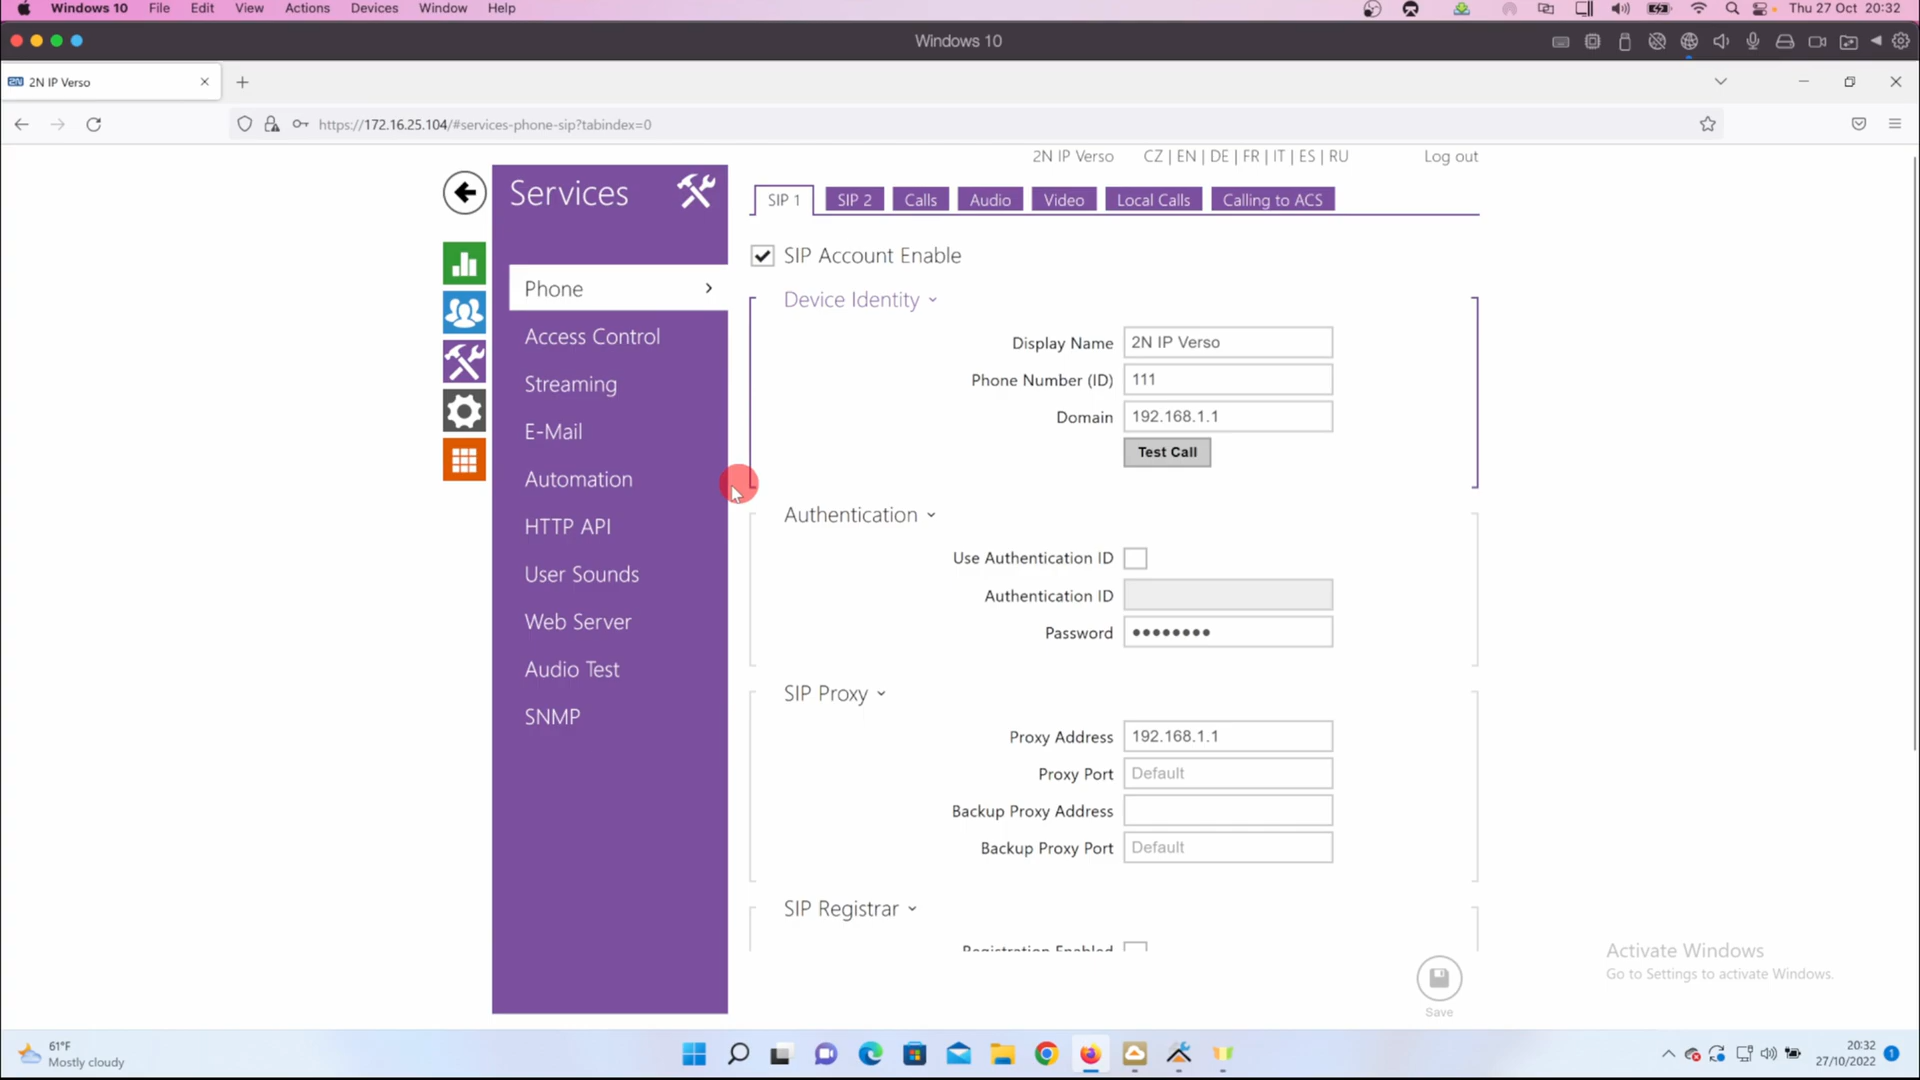 Windows 10 File Edit View Actions Devices Window Help Thu 27 Oct 20:32
Windows 10
2N IP Verso
https://172.16.25.104/#services-phone-sip?tabindex=0
2N IP Verso CZ | EN | DE | FR | IT | ES | RU Log out
Services
SIP 1 SIP 2 Calls Audio Video Local Calls Calling to ACS
SIP Account Enable
Phone
Access Control
Streaming
E-Mail
Automation
HTTP API
User Sounds
Web Server
Audio Test
SNMP
Device Identity
Display Name 2N IP Verso
Phone Number (ID) 111
Domain 192.168.1.1
Test Call
Authentication
Use Authentication ID
Authentication ID
Password ••••••••
SIP Proxy
Proxy Address 192.168.1.1
Proxy Port Default
Backup Proxy Address
Backup Proxy Port Default
SIP Registrar
Registration Enabled
Save
Activate Windows
Go to Settings to activate Windows.
61°F
Mostly cloudy
20:32
27/10/2022
1